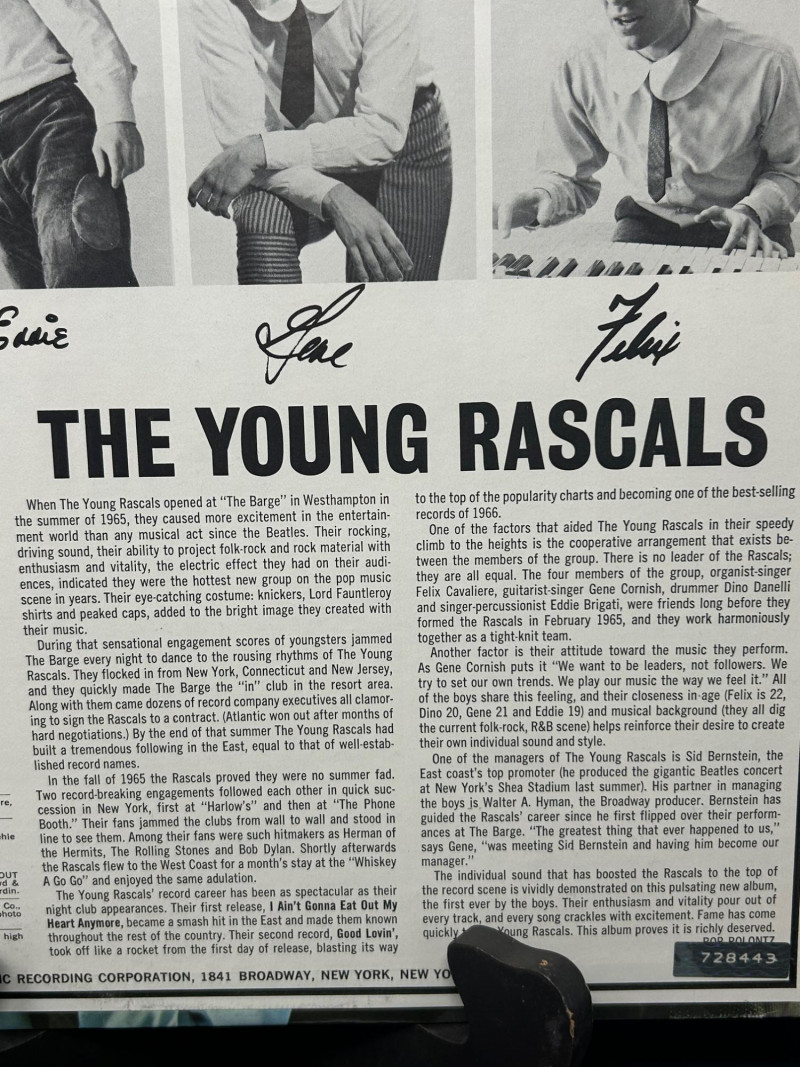 Eddie
Gene
Felix
THE YOUNG RASCALS
When The Young Rascals opened at "The Barge" in Westhampton in
the summer of 1965, they caused more excitement in the entertain-
ment world than any musical act since the Beatles. Their rocking,
driving sound, their ability to project folk-rock and rock material with
enthusiasm and vitality, the electric effect they had on their audi-
ences, indicated they were the hottest new group on the pop music
scene in years. Their eye-catching costume: knickers, Lord Fauntleroy
shirts and peaked caps, added to the bright image they created with
their music.
During that sensational engagement scores of youngsters jammed
The Barge every night to dance to the rousing rhythms of The Young
Rascals. They flocked in from New York, Connecticut and New Jersey,
and they quickly made The Barge the "in" club in the resort area.
Along with them came dozens of record company executives all clamor-
ing to sign the Rascals to a contract. (Atlantic won out after months of
hard negotiations.) By the end of that summer The Young Rascals had
built a tremendous following in the East, equal to that of well-estab-
lished record names.
In the fall of 1965 the Rascals proved they were no summer fad.
Two record-breaking engagements followed each other in quick suc-
cession in New York, first at "Harlow's" and then at "The Phone
Booth." Their fans jammed the clubs from wall to wall and stood in
line to see them. Among their fans were such hitmakers as Herman of
the Hermits, The Rolling Stones and Bob Dylan. Shortly afterwards
the Rascals flew to the West Coast for a month's stay at the "Whiskey
A Go Go" and enjoyed the same adulation.
The Young Rascals' record career has been as spectacular as their
night club appearances. Their first release, I Ain't Gonna Eat Out My
Heart Anymore, became a smash hit in the East and made them known
throughout the rest of the country. Their second record, Good Lovin',
took off like a rocket from the first day of release, blasting its way
to the top of the popularity charts and becoming one of the best-selling
records of 1966.
One of the factors that aided The Young Rascals in their speedy
climb to the heights is the cooperative arrangement that exists be-
tween the members of the group. There is no leader of the Rascals;
they are all equal. The four members of the group, organist-singer
Felix Cavaliere, guitarist-singer Gene Cornish, drummer Dino Danelli
and singer-percussionist Eddie Brigati, were friends long before they
formed the Rascals in February 1965, and they work harmoniously
together as a tight-knit team.
Another factor is their attitude toward the music they perform.
As Gene Cornish puts it "We want to be leaders, not followers. We
try to set our own trends. We play our music the way we feel it." All
of the boys share this feeling, and their closeness in age (Felix is 22,
Dino 20, Gene 21 and Eddie 19) and musical background (they all dig
the current folk-rock, R&B scene) helps reinforce their desire to create
their own individual sound and style.
One of the managers of The Young Rascals is Sid Bernstein, the
East coast's top promoter (he produced the gigantic Beatles concert
at New York's Shea Stadium last summer). His partner in managing
the boys is Walter A. Hyman, the Broadway producer. Bernstein has
guided the Rascals' career since he first flipped over their perform-
ances at The Barge. "The greatest thing that ever happened to us,"
says Gene, "was meeting Sid Bernstein and having him become our
manager."
The individual sound that has boosted the Rascals to the top of
the record scene is vividly demonstrated on this pulsating new album,
the first ever by the boys. Their enthusiasm and vitality pour out of
every track, and every song crackles with excitement. Fame has come
quickly Young Rascals. This album proves it is richly deserved.
BOB ROLONTZ
re,
hie
OUT
d &
rdin.
Co.,
hoto
high
IC RECORDING CORPORATION, 1841 BROADWAY, NEW YORK, NEW YO
728443